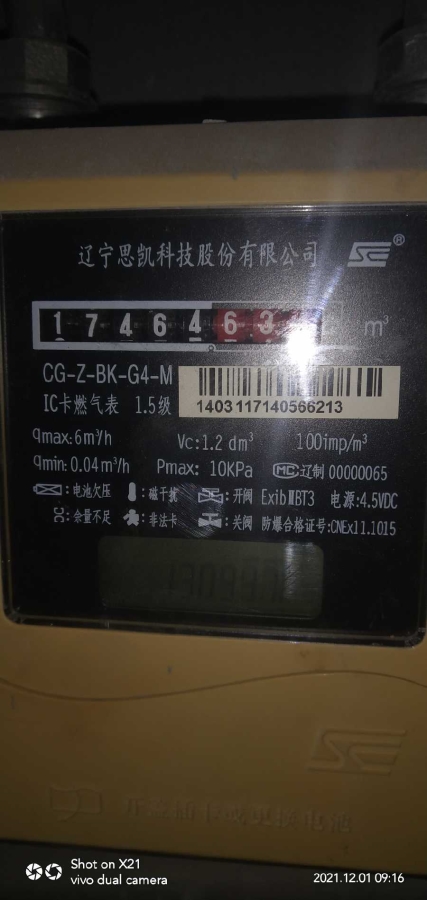 辽宁思凯科技股份有限公司 SE®
1 7 4 6 4 6 3 m³
CG-Z-BK-G4-M
IC卡燃气表 1.5级
1403117140566213
qmax: 6m³/h Vc: 1.2 dm³ 100imp/m³
qmin: 0.04m³/h Pmax: 10KPa MC 辽制 00000065
: 电池欠压 : 磁干扰 : 开阀 ExibⅡBT3 电源: 4.5VDC
: 余量不足 : 非法卡 : 关阀 防爆合格证号: CNEx11.1015
SE
Shot on X21
vivo dual camera
2021.12.01 09:16